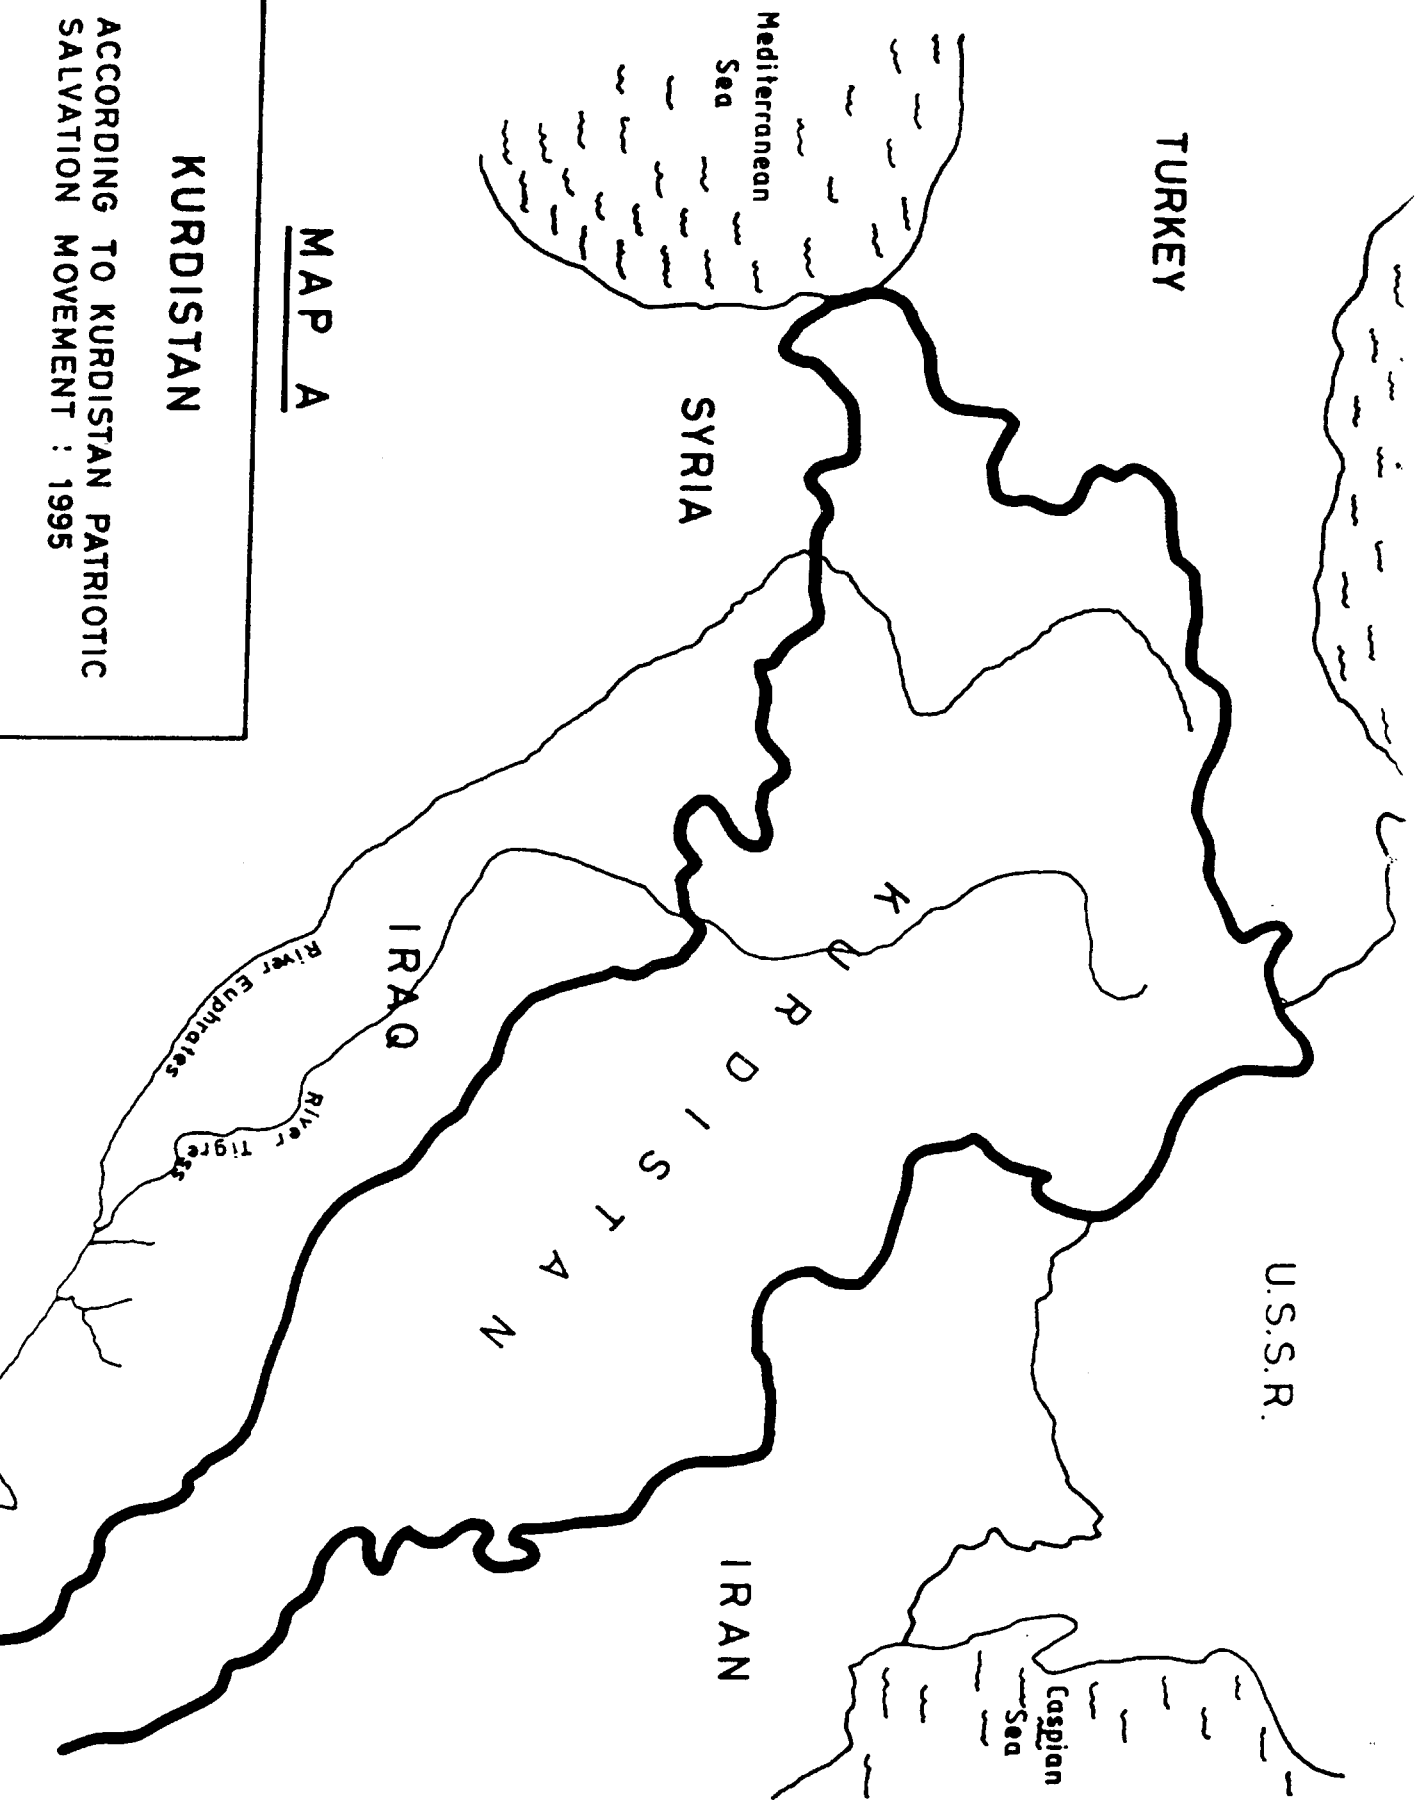 TURKEY
U.S.S.R.
Mediterranean
Sea
SYRIA
KURDISTAN
IRAQ
IRAN
Caspian
Sea
River Euphrates
River Tigress
MAP A
KURDISTAN
ACCORDING TO KURDISTAN PATRIOTIC
SALVATION MOVEMENT : 1995